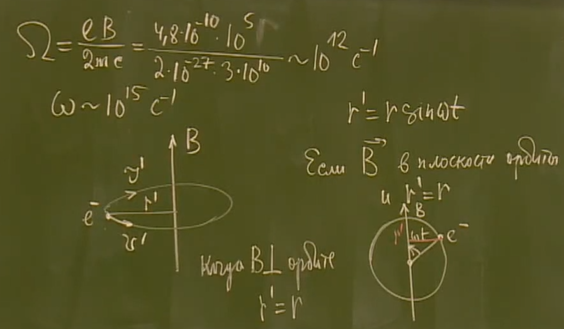 Ω = eB/2mc = 4,8·10⁻¹⁰·10⁵/2·10⁻²⁷·3·10¹⁰ ~ 10¹² c⁻¹
ω ~ 10¹⁵ c⁻¹
r' = r sin ωt
Если B⃗ в плоскости орбиты
и r' = r
B
v'
r'
e⁻
v'
Когда B ⊥ орбите
r' = r
B
r'
ωt
e⁻
r